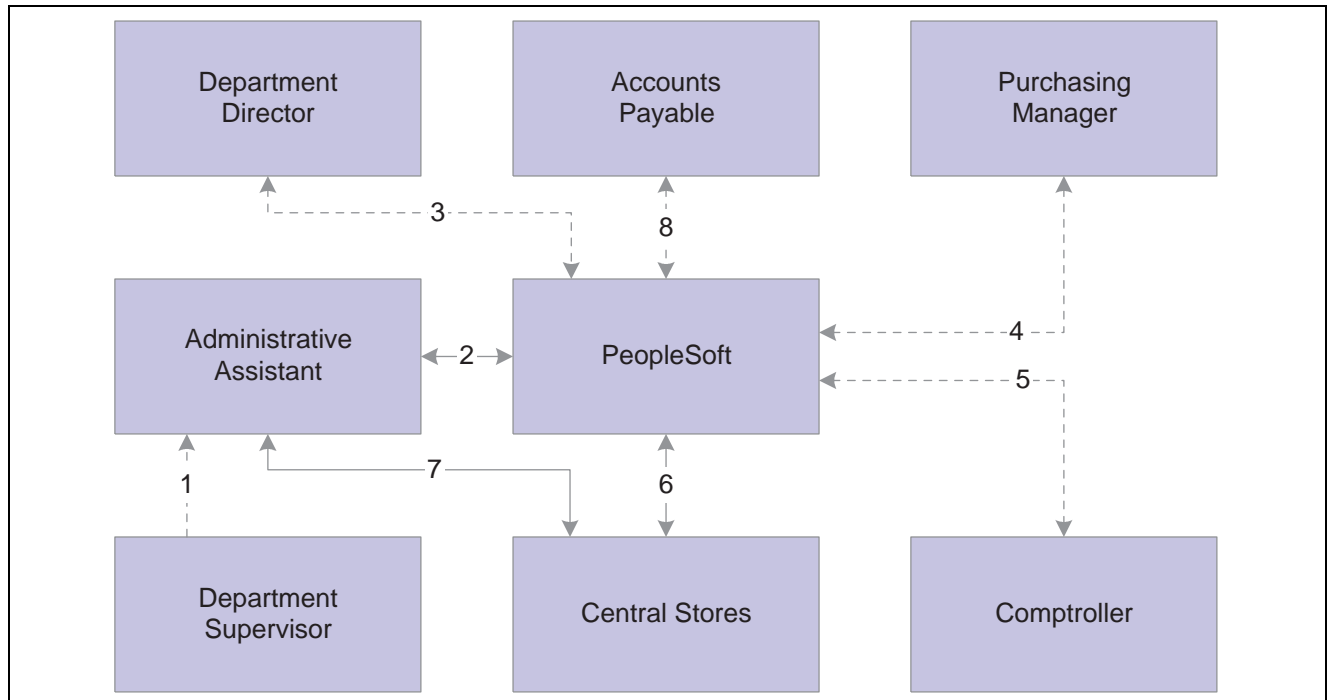 Department
Director
Accounts
Payable
Purchasing
Manager
3
8
Administrative
Assistant
2
PeopleSoft
4
5
1
7
6
Department
Supervisor
Central Stores
Comptroller